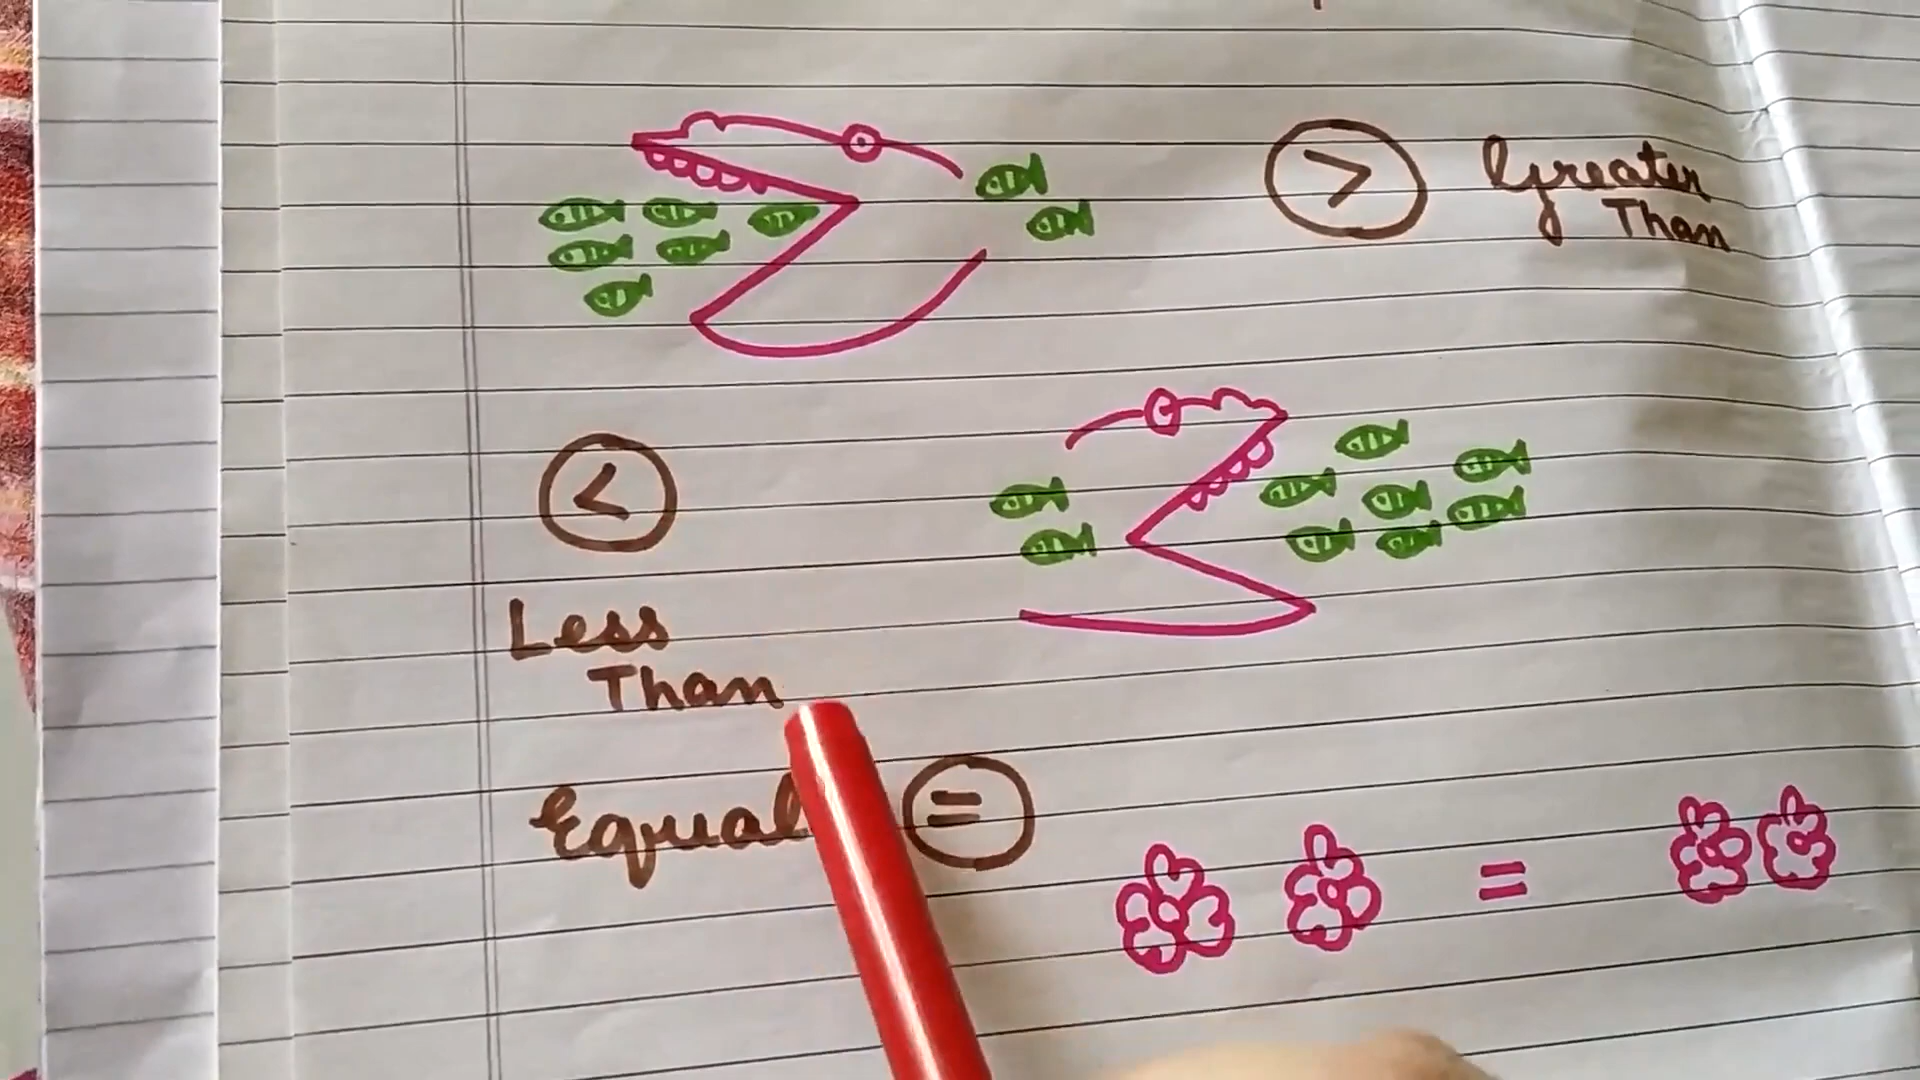 > Greater
Than
<
Less
Than
Equal =
=